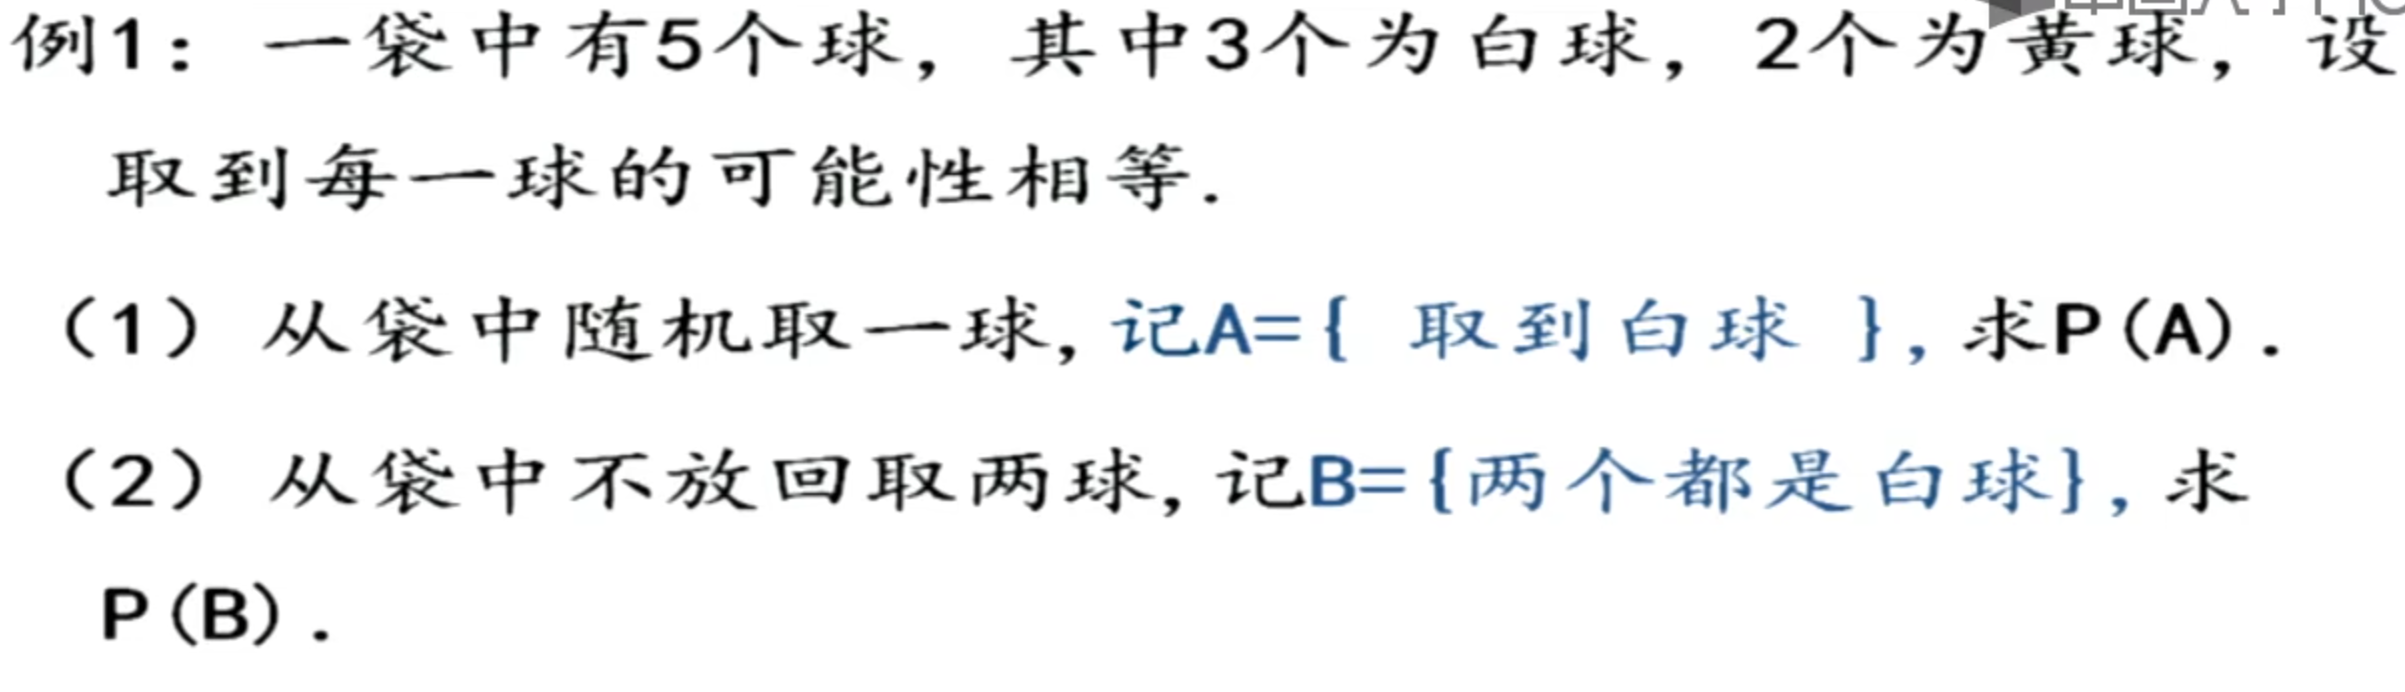 例1：一袋中有5个球，其中3个为白球，2个为黄球，设
取到每一球的可能性相等.
（1）从袋中随机取一球,记A={ 取到白球 },求P(A).
（2）从袋中不放回取两球,记B={两个都是白球},求
P(B).